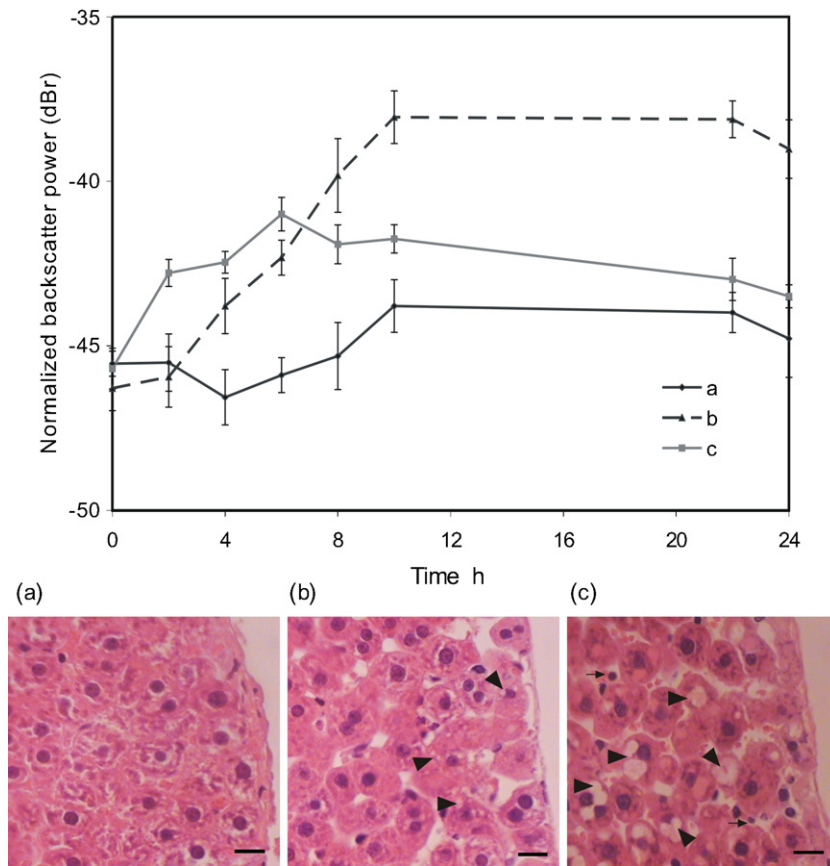 Normalized backscatter power (dBr)
-35
-40
-45
-50
a
b
c
0 4 8 12 16 20 24
Time h
(a) (b) (c)